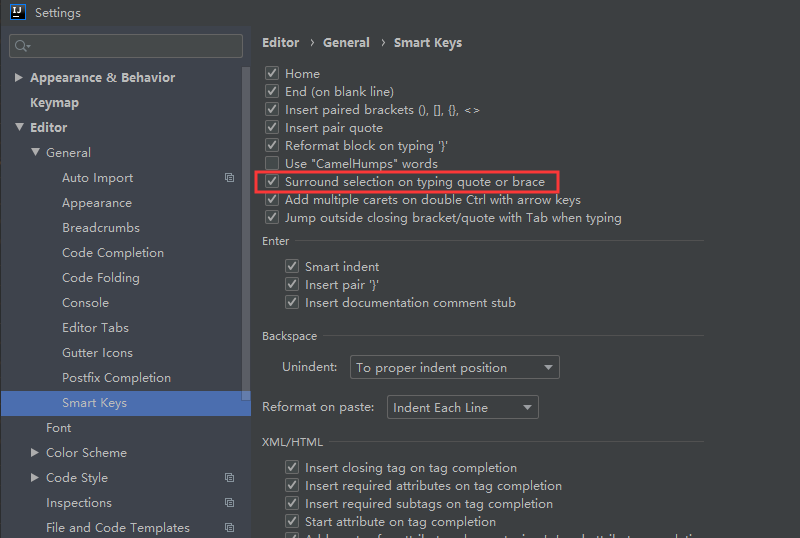 IJ Settings
Appearance & Behavior
Keymap
Editor
General
Auto Import
Appearance
Breadcrumbs
Code Completion
Code Folding
Console
Editor Tabs
Gutter Icons
Postfix Completion
Smart Keys
Font
Color Scheme
Code Style
Inspections
File and Code Templates
Editor › General › Smart Keys
Home
End (on blank line)
Insert paired brackets (), [], {}, <>
Insert pair quote
Reformat block on typing '}'
Use "CamelHumps" words
Surround selection on typing quote or brace
Add multiple carets on double Ctrl with arrow keys
Jump outside closing bracket/quote with Tab when typing
Enter
Smart indent
Insert pair '}'
Insert documentation comment stub
Backspace
Unindent: To proper indent position
Reformat on paste: Indent Each Line
XML/HTML
Insert closing tag on tag completion
Insert required attributes on tag completion
Insert required subtags on tag completion
Start attribute on tag completion